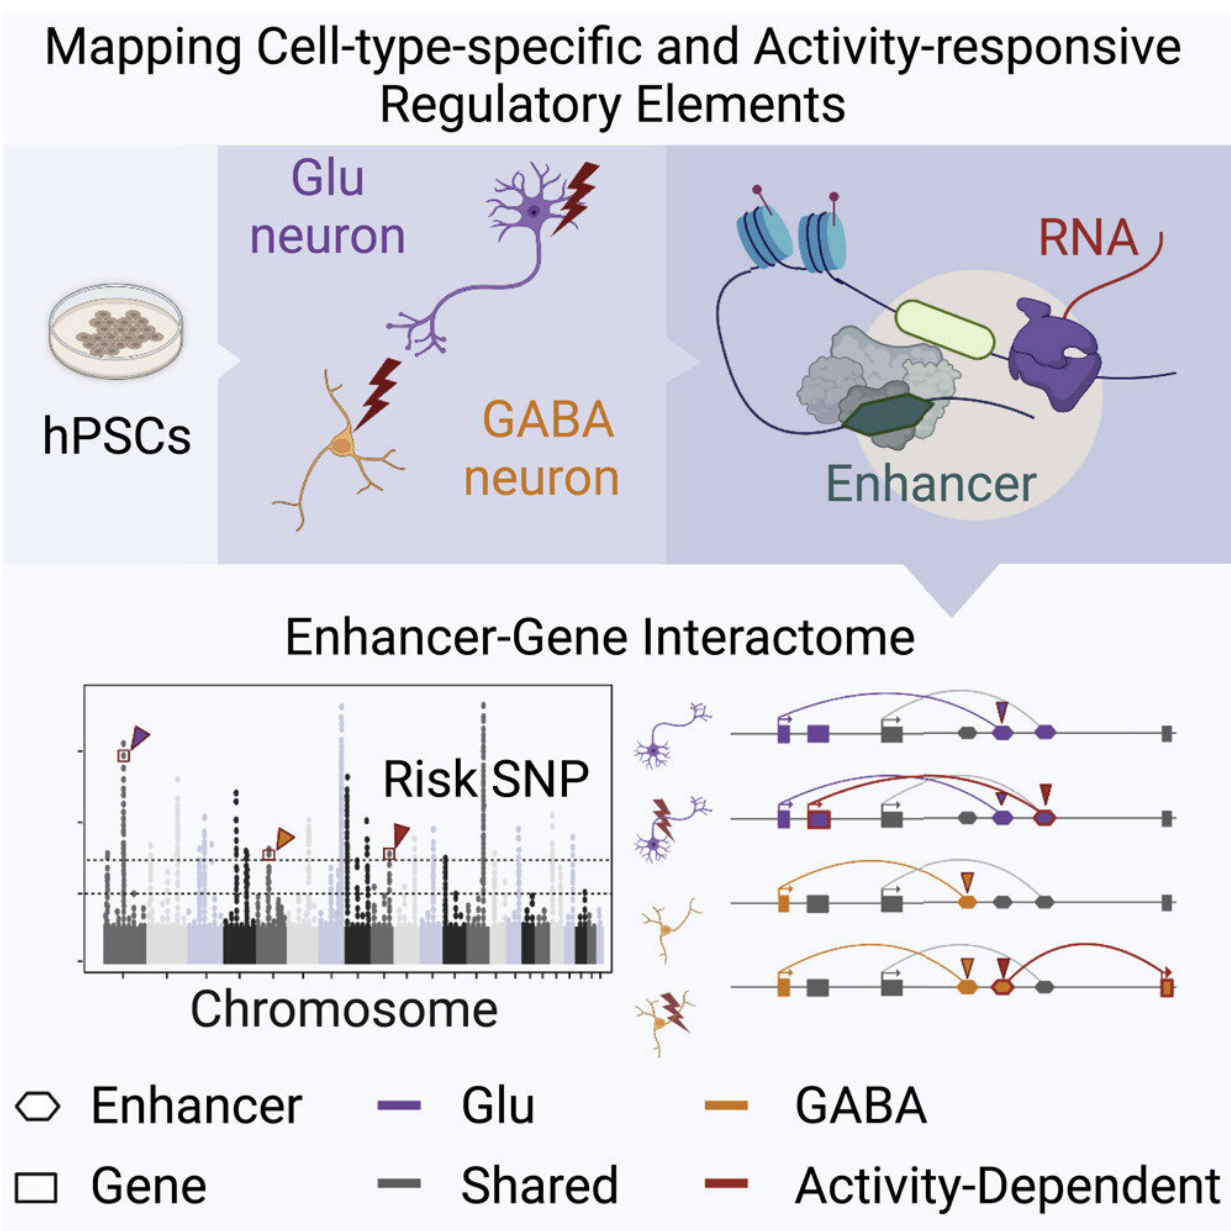 Mapping Cell-type-specific and Activity-responsive
Regulatory Elements
Glu
neuron
RNA
hPSCs
GABA
neuron
Enhancer
Enhancer-Gene Interactome
Risk SNP
Chromosome
Enhancer
Glu
GABA
Gene
Shared
Activity-Dependent